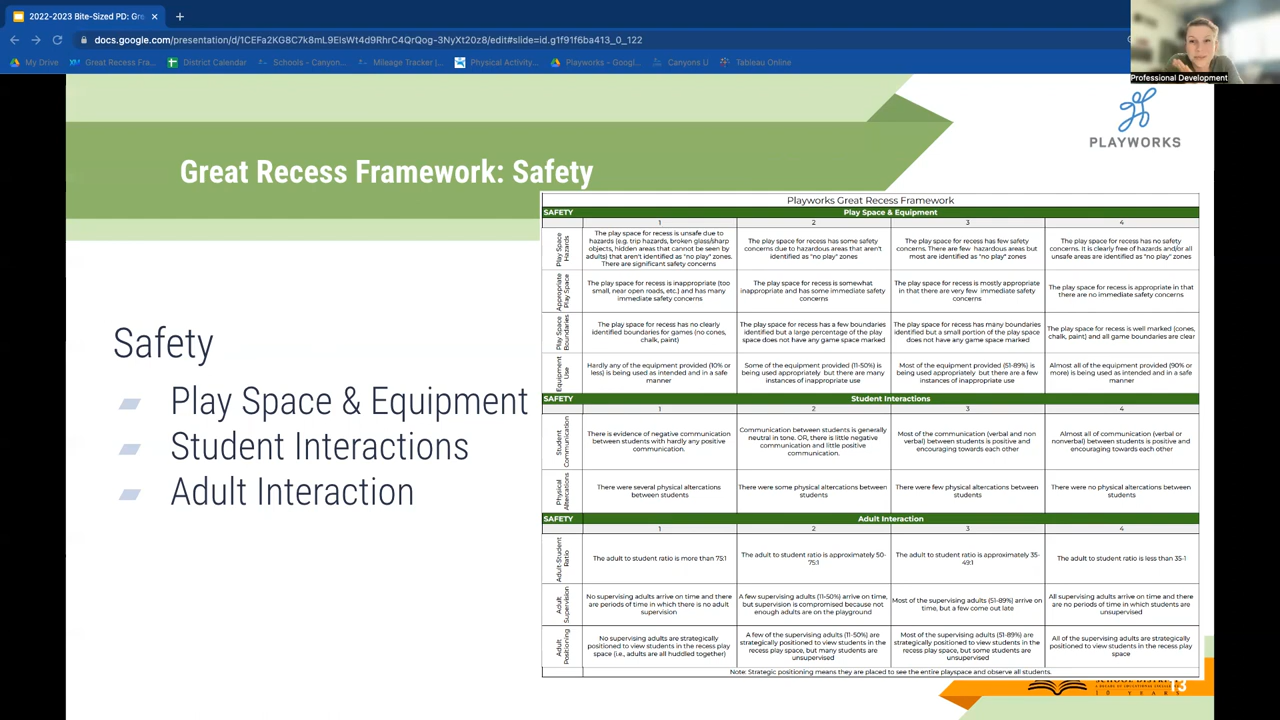 2022-2023 Bite-Sized PD: Gre
docs.google.com/presentation/d/1CEFa2KG8C7k8mL9ElsWt4d9RhrC4QrQog-3NyXt20z8/edit#slide=id.g1f91f6ba413_0_122
My Drive
Great Recess Fra...
District Calendar
Schools - Canyon...
Mileage Tracker |...
Physical Activity...
Playworks - Googl...
Canyons U
Tableau Online
Professional Development
PLAYWORKS
Great Recess Framework: Safety
Safety
Play Space & Equipment
Student Interactions
Adult Interaction
Playworks Great Recess Framework
SAFETY Play Space & Equipment
1 2 3 4
Play Space
Hazards
The play space for recess is unsafe due to
hazards (e.g. trip hazards, broken glass/sharp
objects, hidden areas that cannot be seen by
adults) that aren't identified as "no play" zones.
There are significant safety concerns
The play space for recess has some safety
concerns due to hazardous areas that aren't
identified as "no play" zones
The play space for recess has few safety
concerns. There are few hazardous areas but
most are identified as "no play" zones
The play space for recess has no safety
concerns. It is clearly free of hazards and/or all
unsafe areas are identified as "no play" zones
Appropriate
Play Space
The play space for recess is inappropriate (too
small, near open roads, etc.) and has many
immediate safety concerns
The play space for recess is somewhat
inappropriate and has some immediate safety
concerns
The play space for recess is mostly appropriate
in that there are very few immediate safety
concerns
The play space for recess is appropriate in that
there are no immediate safety concerns
Play Space
Boundaries
The play space for recess has no clearly
identified boundaries for games (no cones,
chalk, paint)
The play space for recess has a few boundaries
identified but a large percentage of the play
space does not have any game space marked
The play space for recess has many boundaries
identified but a small portion of the play space
does not have any game space marked
The play space for recess is well marked (cones,
chalk, paint) and all game boundaries are clear
Equipment
Use
Hardly any of the equipment provided (10% or
less) is being used as intended and in a safe
manner
Some of the equipment provided (11-50%) is
being used appropriately but there are many
instances of inappropriate use
Most of the equipment provided (51-89%) is
being used appropriately but there are a few
instances of inappropriate use
Almost all of the equipment provided (90% or
more) is being used as intended and in a safe
manner
SAFETY Student Interactions
1 2 3 4
Student
Communication
There is evidence of negative communication
between students with hardly any positive
communication.
Communication between students is generally
neutral in tone. OR, there is little negative
communication and little positive
communication.
Most of the communication (verbal and non
verbal) between students is positive and
encouraging towards each other
Almost all of communication (verbal or
nonverbal) between students is positive and
encouraging towards each other
Physical
Altercations
There were several physical altercations
between students
There were some physical altercations between
students
There were few physical altercations between
students
There were no physical altercations between
students
SAFETY Adult Interaction
1 2 3 4
Adult-Student
Ratio
The adult to student ratio is more than 75:1
The adult to student ratio is approximately 50-
75:1
The adult to student ratio is approximately 35-
49:1
The adult to student ratio is less than 35-1
Adult
Supervision
No supervising adults arrive on time and there
are periods of time in which there is no adult
supervision
A few supervising adults (11-50%) arrive on time,
but supervision is compromised because not
enough adults are on the playground
Most of the supervising adults (51-89%) arrive on
time, but a few come out late
All supervising adults arrive on time and there
are no periods of time in which students are
unsupervised
Adult
Positioning
No supervising adults are strategically
positioned to view students in the recess play
space (i.e., adults are all huddled together)
A few of the supervising adults (11-50%) are
strategically positioned to view students in the
recess play space, but many students are
unsupervised
Most of the supervising adults (51-89%) are
strategically positioned to view students in the
recess play space, but some students are
unsupervised
All of the supervising adults are strategically
positioned to view students in the recess play
space
Note: Strategic positioning means they are placed to see the entire playspace and observe all students.
SCHOOL DISTRICT
10 YEARS
13